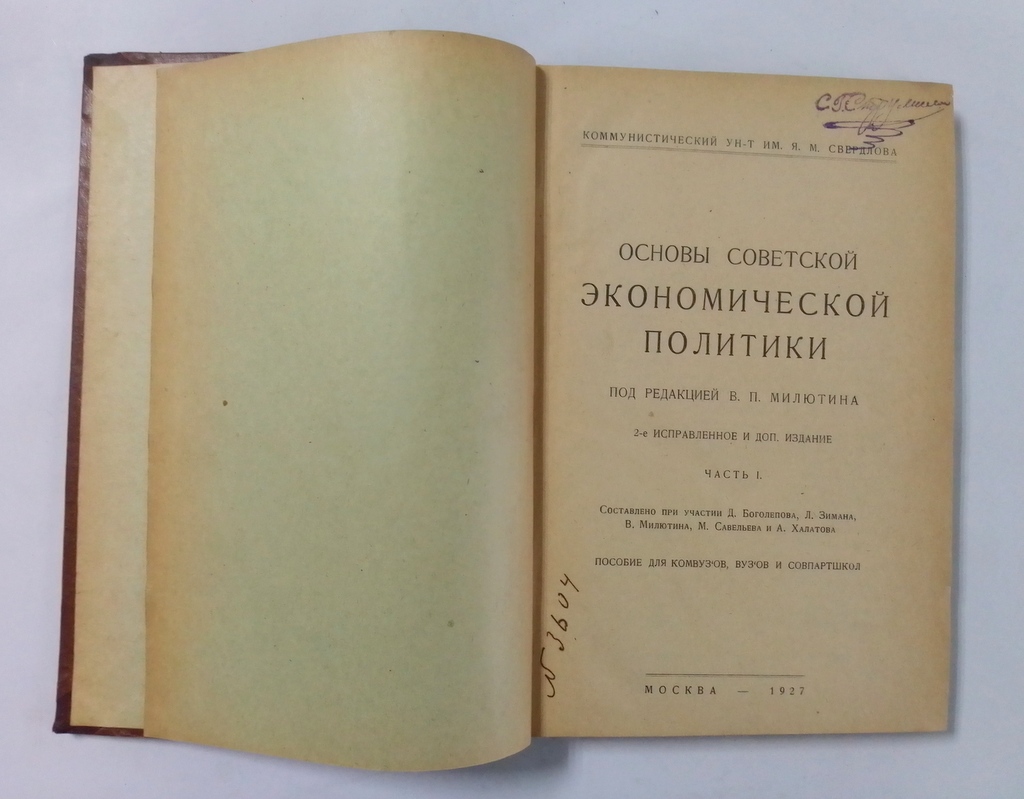 КОММУНИСТИЧЕСКИЙ УН-Т ИМ. Я. М. СВЕРДЛОВА
ОСНОВЫ СОВЕТСКОЙ
ЭКОНОМИЧЕСКОЙ
ПОЛИТИКИ
ПОД РЕДАКЦИЕЙ В. П. МИЛЮТИНА
2-е ИСПРАВЛЕННОЕ И ДОП. ИЗДАНИЕ
ЧАСТЬ I.
Составлено при участии Д. Боголепова, Л. Зимана,
В. Милютина, М. Савельева и А. Халатова
ПОСОБИЕ ДЛЯ КОМВУЗ'ОВ, ВУЗ'ОВ И СОВПАРТШКОЛ
N 3604
МОСКВА — 1927